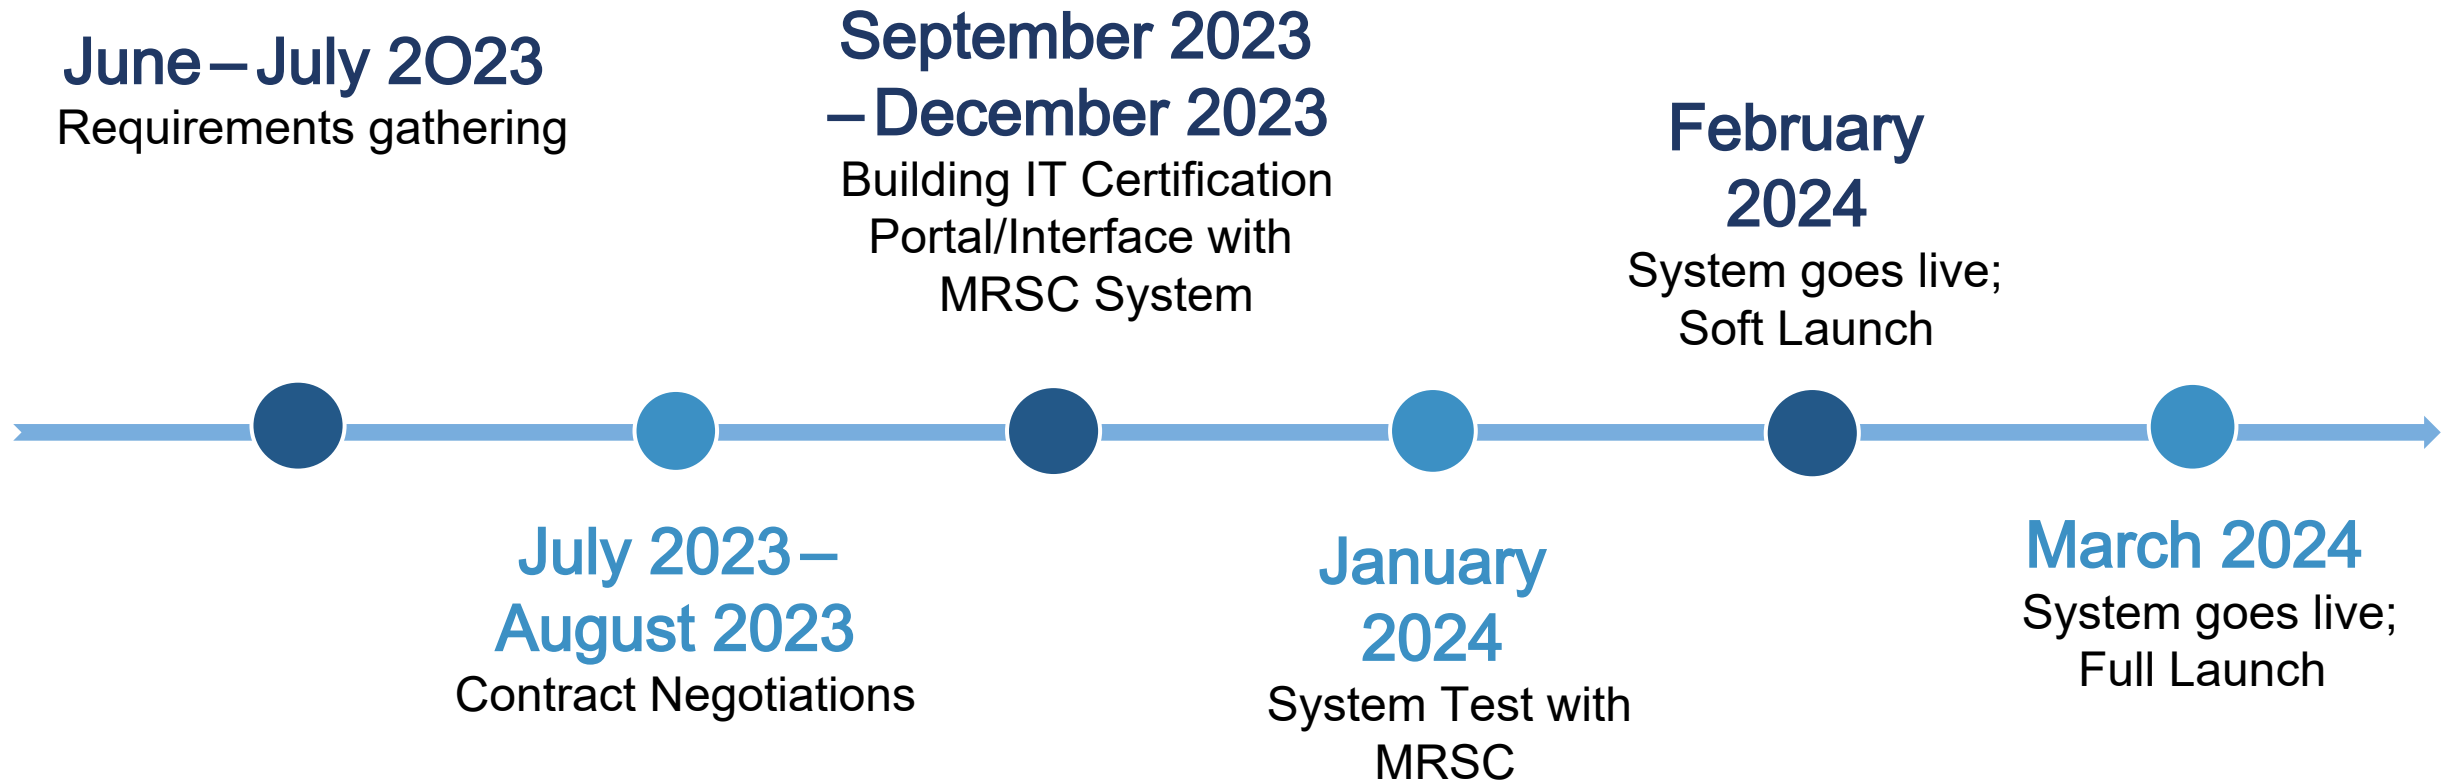 June – July 2O23
Requirements gathering
July 2023 –
August 2023
Contract Negotiations
September 2023
– December 2023
Building IT Certification
Portal/Interface with
MRSC System
January
2024
System Test with
MRSC
February
2024
System goes live;
Soft Launch
March 2024
System goes live;
Full Launch